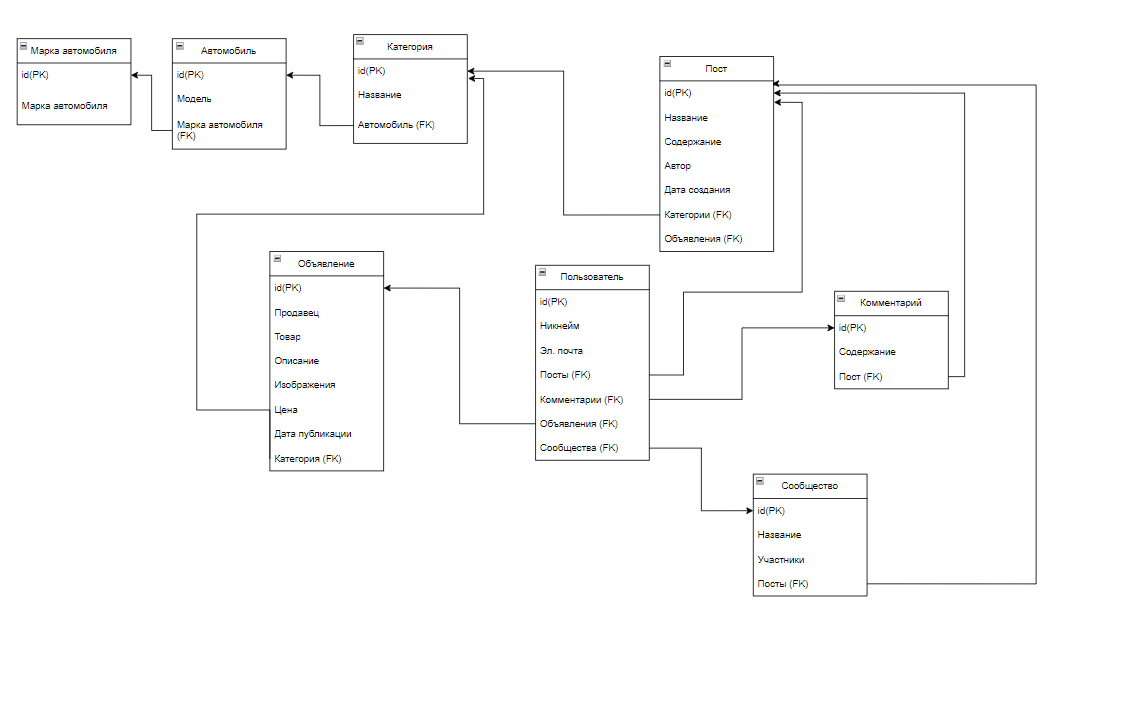 Марка автомобиля
id(PK)
Марка автомобиля
Автомобиль
id(PK)
Модель
Марка автомобиля
(FK)
Категория
id(PK)
Название
Автомобиль (FK)
Пост
id(PK)
Название
Содержание
Автор
Дата создания
Категории (FK)
Объявления (FK)
Объявление
id(PK)
Продавец
Товар
Описание
Изображения
Цена
Дата публикации
Категория (FK)
Пользователь
id(PK)
Никнейм
Эл. почта
Посты (FK)
Комментарии (FK)
Объявления (FK)
Сообщества (FK)
Комментарий
id(PK)
Содержание
Пост (FK)
Сообщество
id(PK)
Название
Участники
Посты (FK)